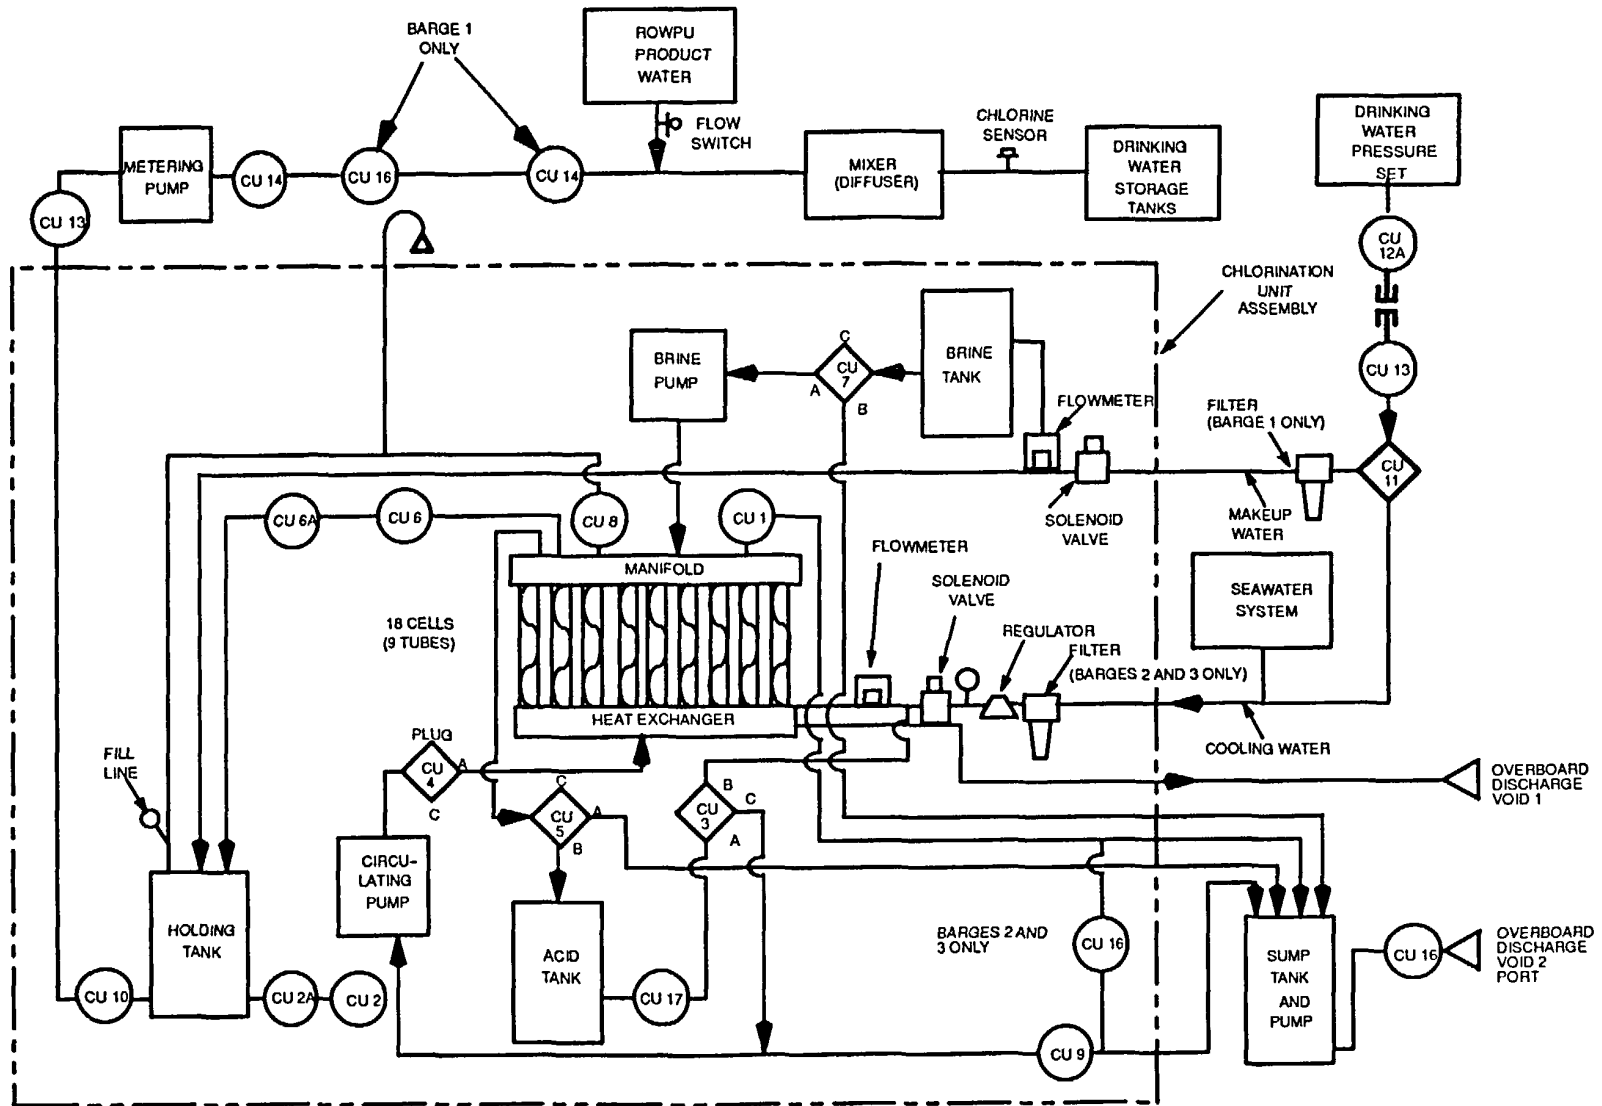 BARGE 1
ONLY
ROWPU
PRODUCT
WATER
FLOW
SWITCH
CHLORINE
SENSOR
METERING
PUMP
CU 14
CU 16
CU 14
MIXER
(DIFFUSER)
DRINKING
WATER
STORAGE
TANKS
DRINKING
WATER
PRESSURE
SET
CU 13
CU
12A
CHLORINATION
UNIT
ASSEMBLY
CU 13
BRINE
PUMP
C
CU
7
A
B
BRINE
TANK
FLOWMETER
FILTER
(BARGE 1 ONLY)
CU
11
SOLENOID
VALVE
MAKEUP
WATER
CU 6A
CU 6
CU 8
CU 1
MANIFOLD
FLOWMETER
SOLENOID
VALVE
SEAWATER
SYSTEM
18 CELLS
(9 TUBES)
REGULATOR
FILTER
(BARGES 2 AND 3 ONLY)
HEAT EXCHANGER
COOLING WATER
PLUG
CU
4
A
C
FILL
LINE
C
CU
5
A
B
B
CU
3
C
A
OVERBOARD
DISCHARGE
VOID 1
CIRCU-
LATING
PUMP
HOLDING
TANK
ACID
TANK
BARGES 2 AND
3 ONLY
CU 16
SUMP
TANK
AND
PUMP
CU 16
OVERBOARD
DISCHARGE
VOID 2
PORT
CU 10
CU 2A
CU 2
CU 17
CU 9